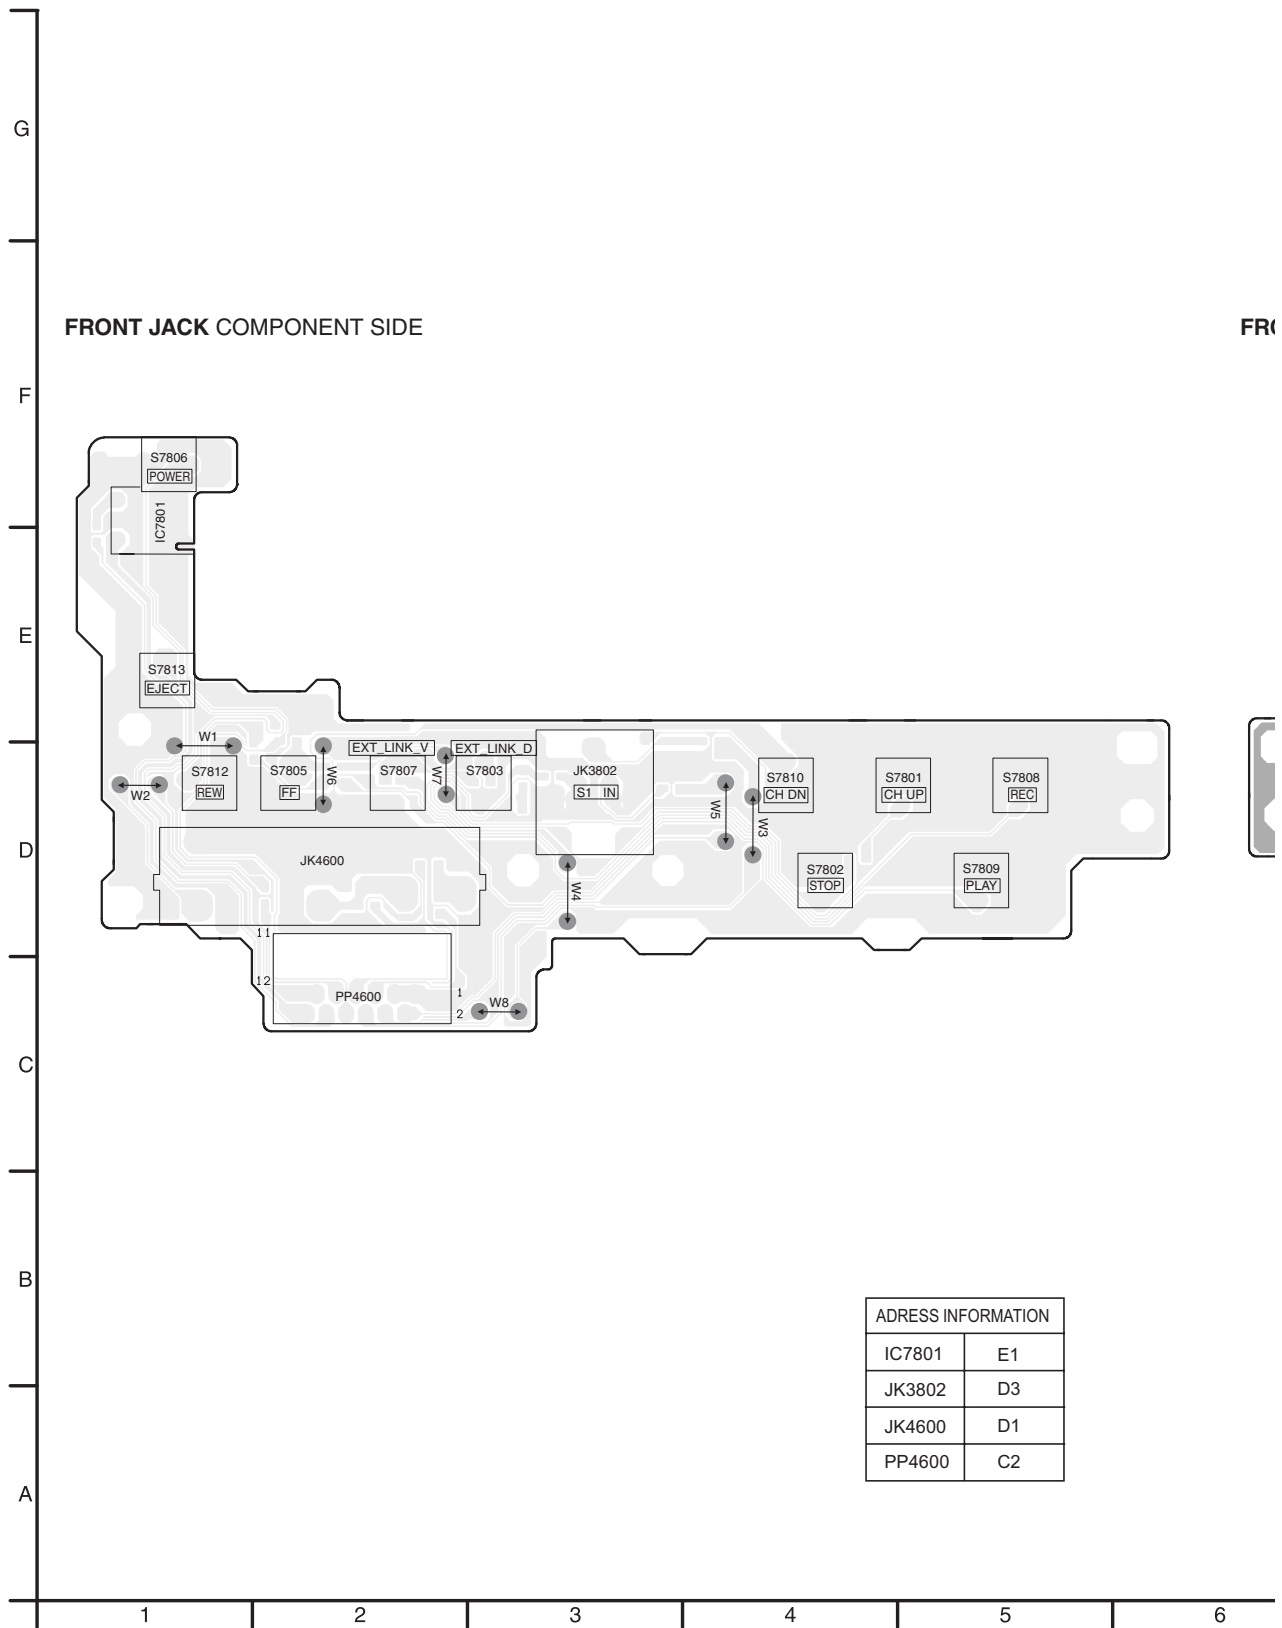 G
FRONT JACK COMPONENT SIDE
FRO
F
S7806
POWER
IC7801
E
S7813
EJECT
W1
EXT_LINK_V
EXT_LINK_D
S7812
S7805
W6
S7807
W7
S7803
JK3802
S7810
S7801
S7808
W2
REW
FF
S1 IN
CH DN
CH UP
REC
W5
W3
D
JK4600
S7802
S7809
STOP
PLAY
W4
11
12
PP4600
1
2
W8
C
B
ADRESS INFORMATION
IC7801 E1
JK3802 D3
JK4600 D1
PP4600 C2
A
1 2 3 4 5 6